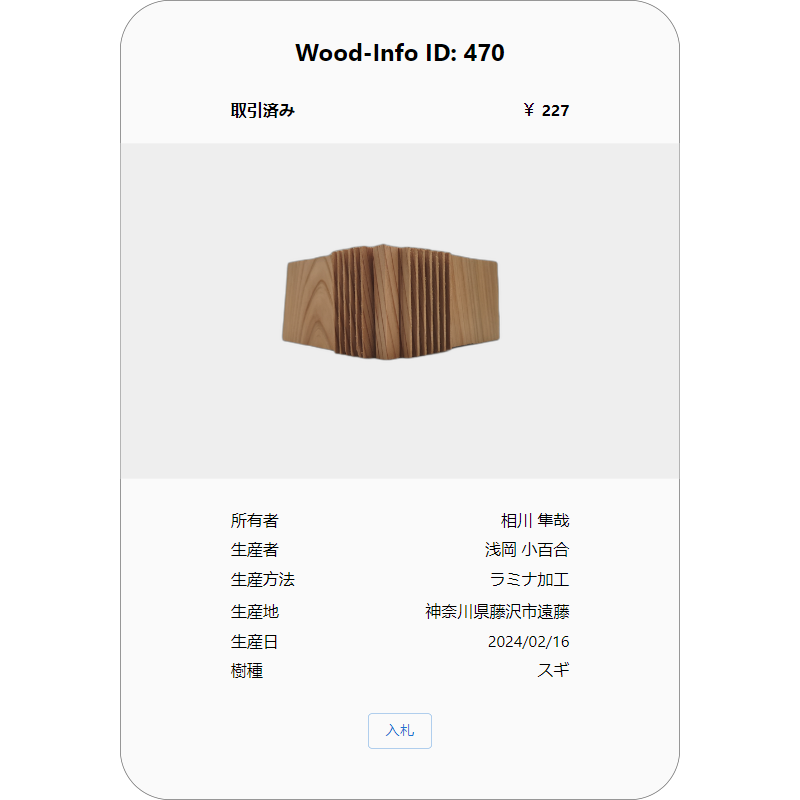 Wood-Info ID: 470
取引済み ￥ 227
所有者 相川 隼哉
生産者 浅岡 小百合
生産方法 ラミナ加工
生産地 神奈川県藤沢市遠藤
生産日 2024/02/16
樹種 スギ
入札